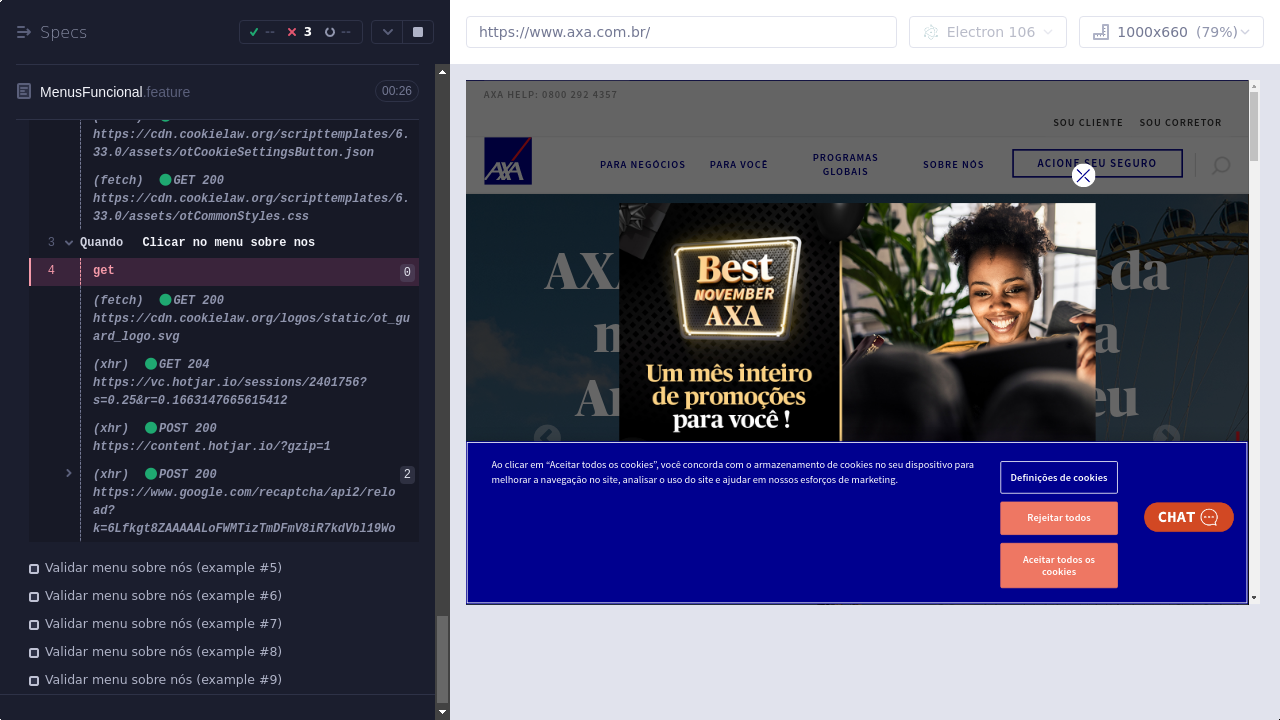 Specs
--
3
--
https://www.axa.com.br/
Electron 106
1000x660 (79%)
MenusFuncional.feature
00:26
https://cdn.cookielaw.org/scripttemplates/6.
33.0/assets/otCookieSettingsButton.json
(fetch) GET 200
https://cdn.cookielaw.org/scripttemplates/6.
33.0/assets/otCommonStyles.css
3 Quando Clicar no menu sobre nos
4 get 0
(fetch) GET 200
https://cdn.cookielaw.org/logos/static/ot_gu
ard_logo.svg
(xhr) GET 204
https://vc.hotjar.io/sessions/2401756?
s=0.25&r=0.1663147665615412
(xhr) POST 200
https://content.hotjar.io/?gzip=1
(xhr) POST 200 2
https://www.google.com/recaptcha/api2/relo
ad?
k=6Lfkgt8ZAAAAALoFWMTizTmDFmV8iR7kdVbl19Wo
Validar menu sobre nós (example #5)
Validar menu sobre nós (example #6)
Validar menu sobre nós (example #7)
Validar menu sobre nós (example #8)
Validar menu sobre nós (example #9)
AXA HELP: 0800 292 4357
SOU CLIENTE SOU CORRETOR
AXA
PARA NEGÓCIOS
PARA VOCÊ
PROGRAMAS
GLOBAIS
SOBRE NÓS
ACIONE SEU SEGURO
AX
da
a
eu
Best
NOVEMBER
AXA
Um mês inteiro
de promoções
para você !
Ao clicar em “Aceitar todos os cookies”, você concorda com o armazenamento de cookies no seu dispositivo para
melhorar a navegação no site, analisar o uso do site e ajudar em nossos esforços de marketing.
Definições de cookies
Rejeitar todos
Aceitar todos os
cookies
CHAT